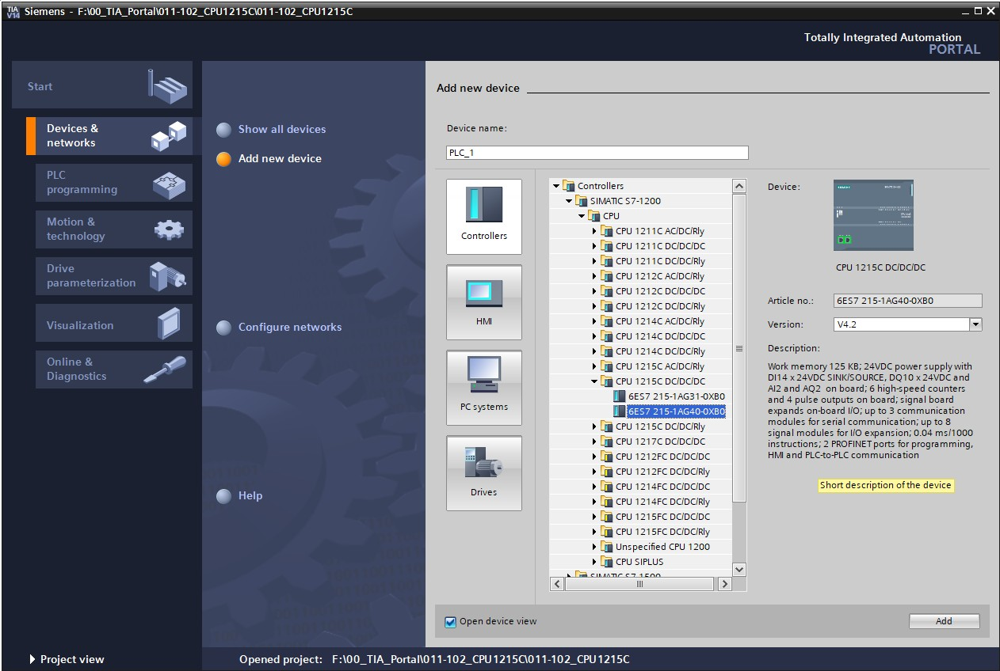 TIA
V14
Siemens - F:\00_TIA_Portal\011-102_CPU1215C\011-102_CPU1215C
Totally Integrated Automation
PORTAL
Start
Devices &
networks
PLC
programming
Motion &
technology
Drive
parameterization
Visualization
Online &
Diagnostics
Project view
Show all devices
Add new device
Configure networks
Help
Add new device
Device name:
PLC_1
Controllers
HMI
PC systems
Drives
Controllers
SIMATIC S7-1200
CPU
CPU 1211C AC/DC/Rly
CPU 1211C DC/DC/DC
CPU 1211C DC/DC/Rly
CPU 1212C AC/DC/Rly
CPU 1212C DC/DC/DC
CPU 1212C DC/DC/Rly
CPU 1214C AC/DC/Rly
CPU 1214C DC/DC/DC
CPU 1214C DC/DC/Rly
CPU 1215C AC/DC/Rly
CPU 1215C DC/DC/DC
6ES7 215-1AG31-0XB0
6ES7 215-1AG40-0XB0
CPU 1215C DC/DC/Rly
CPU 1217C DC/DC/DC
CPU 1212FC DC/DC/DC
CPU 1212FC DC/DC/Rly
CPU 1214FC DC/DC/DC
CPU 1214FC DC/DC/Rly
CPU 1215FC DC/DC/DC
CPU 1215FC DC/DC/Rly
Unspecified CPU 1200
CPU SIPLUS
SIMATIC S7-1500
Device:
CPU 1215C DC/DC/DC
Article no.:
6ES7 215-1AG40-0XB0
Version:
V4.2
Description:
Work memory 125 KB; 24VDC power supply with
DI14 x 24VDC SINK/SOURCE, DQ10 x 24VDC and
AI2 and AQ2 on board; 6 high-speed counters
and 4 pulse outputs on board; signal board
expands on-board I/O; up to 3 communication
modules for serial communication; up to 8
signal modules for I/O expansion; 0.04 ms/1000
instructions; 2 PROFINET ports for programming,
HMI and PLC-to-PLC communication
Short description of the device
Open device view
Add
Opened project: F:\00_TIA_Portal\011-102_CPU1215C\011-102_CPU1215C